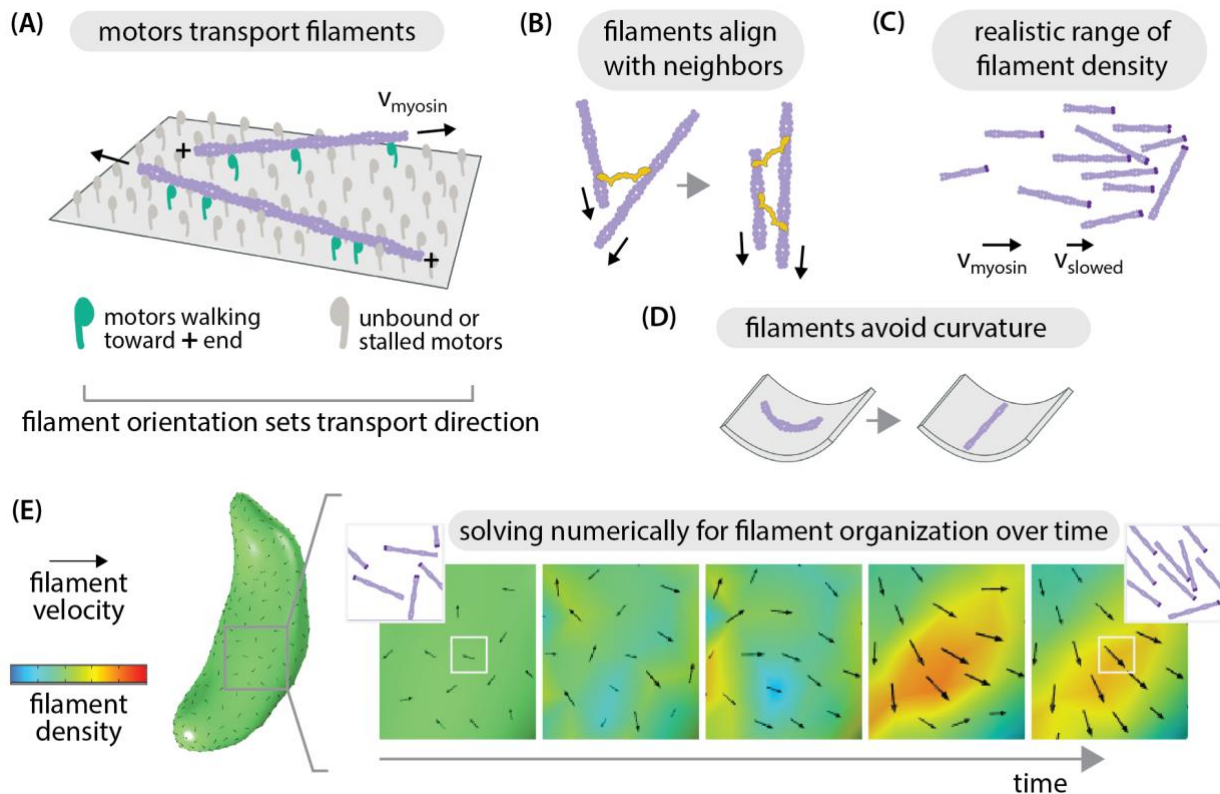 (A)
motors transport filaments
v_myosin
+
+
motors walking
toward + end
unbound or
stalled motors
filament orientation sets transport direction
(B)
filaments align
with neighbors
(C)
realistic range of
filament density
v_myosin
v_slowed
(D)
filaments avoid curvature
(E)
filament
velocity
filament
density
solving numerically for filament organization over time
time